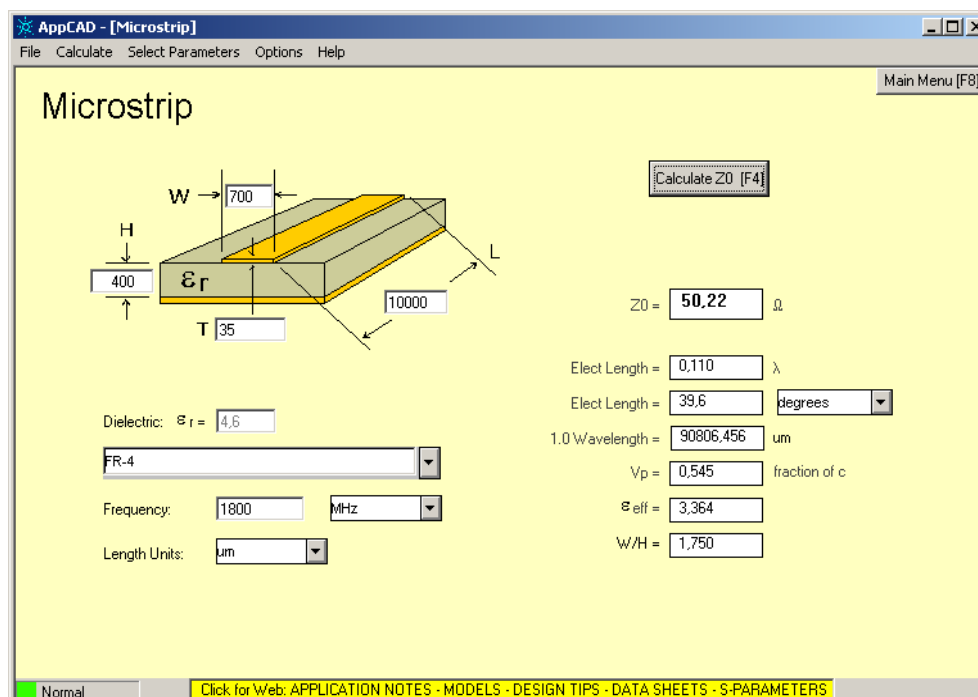 AppCAD - [Microstrip]
File Calculate Select Parameters Options Help
Main Menu [F8]
Microstrip
Calculate Z0 [F4]
W
700
H
400
εr
L
10000
T
35
Z0 = 50,22 Ω
Elect Length = 0,110 λ
Elect Length = 39,6 degrees
1.0 Wavelength = 90806,456 um
Vp = 0,545 fraction of c
εeff = 3,364
W/H = 1,750
Dielectric: εr = 4,6
FR-4
Frequency: 1800 MHz
Length Units: um
Normal
Click for Web: APPLICATION NOTES - MODELS - DESIGN TIPS - DATA SHEETS - S-PARAMETERS